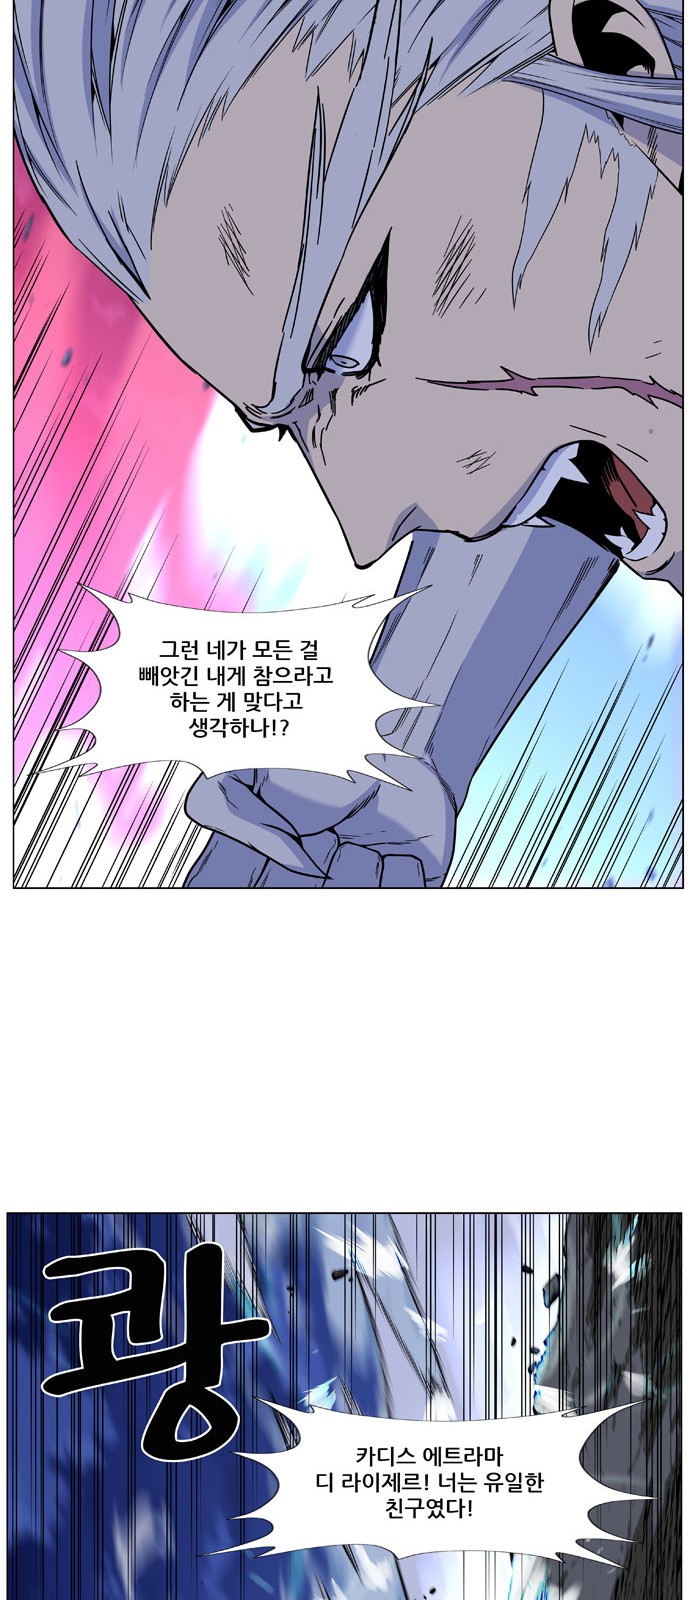 그런 네가 모든 걸
빼앗긴 내게 참으라고
하는 게 맞다고
생각하나!?
쾅
카디스 에트라마
디 라이제르! 너는 유일한
친구였다!